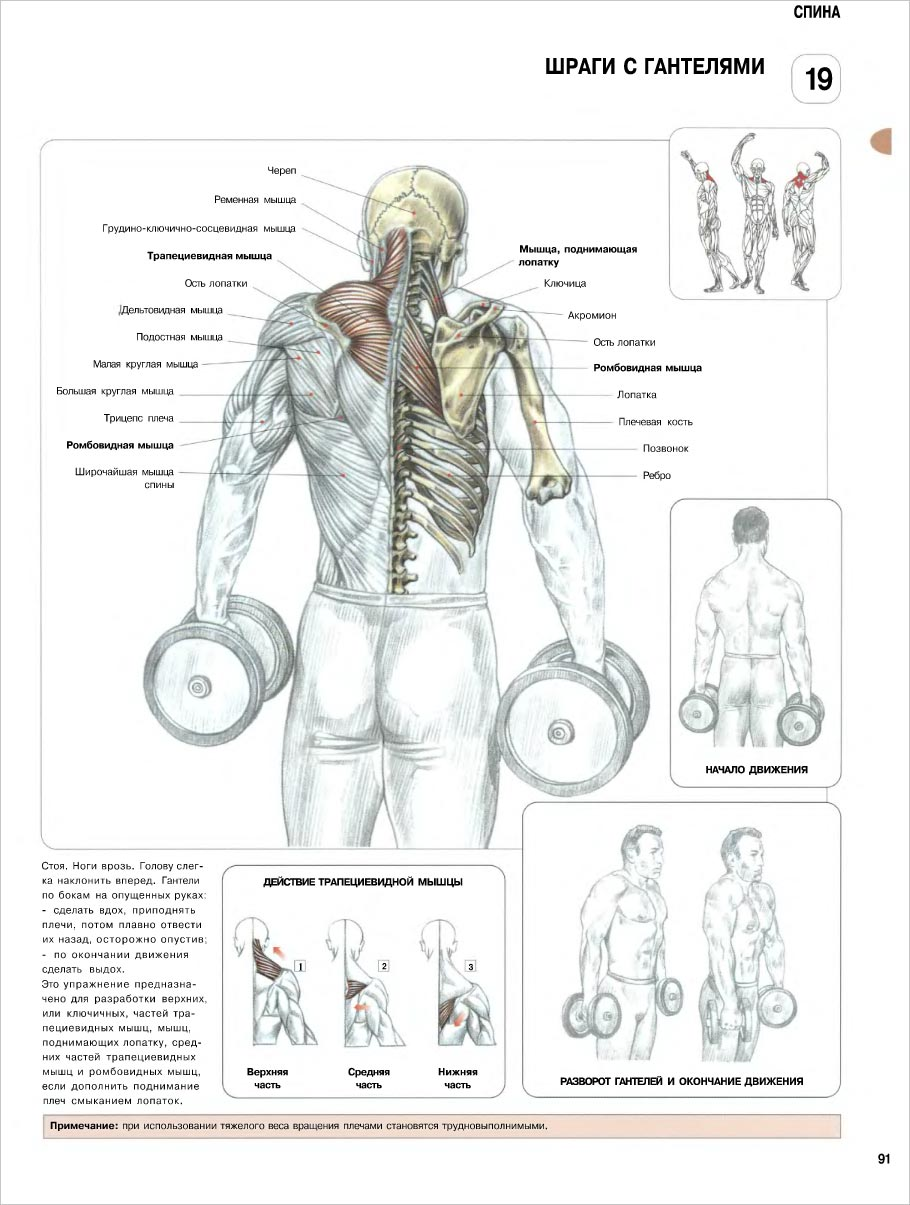 СПИНА
ШРАГИ С ГАНТЕЛЯМИ
19
Череп
Ременная мышца
Грудино-ключично-сосцевидная мышца
Трапециевидная мышца
Ость лопатки
Дельтовидная мышца
Подостная мышца
Малая круглая мышца
Большая круглая мышца
Трицепс плеча
Ромбовидная мышца
Широчайшая мышца
спины
Мышца, поднимающая
лопатку
Ключица
Акромион
Ость лопатки
Ромбовидная мышца
Лопатка
Плечевая кость
Позвонок
Ребро
НАЧАЛО ДВИЖЕНИЯ
Стоя. Ноги врозь. Голову слег-
ка наклонить вперед. Гантели
по бокам на опущенных руках:
- сделать вдох, приподнять
плечи, потом плавно отвести
их назад, осторожно опустив;
- по окончании движения
сделать выдох.
Это упражнение предназна-
чено для разработки верхних,
или ключичных, частей тра-
пециевидных мышц, мышц,
поднимающих лопатку, сред-
них частей трапециевидных
мышц и ромбовидных мышц,
если дополнить поднимание
плеч смыканием лопаток.
ДЕЙСТВИЕ ТРАПЕЦИЕВИДНОЙ МЫШЦЫ
1
2
3
Верхняя
часть
Средняя
часть
Нижняя
часть
РАЗВОРОТ ГАНТЕЛЕЙ И ОКОНЧАНИЕ ДВИЖЕНИЯ
Примечание: при использовании тяжелого веса вращения плечами становятся трудновыполнимыми.
91